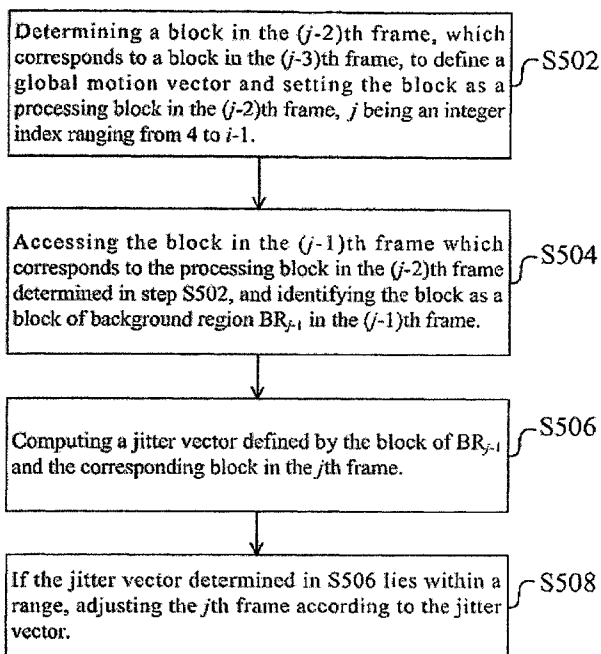 Determining a block in the (j-2)th frame, which
corresponds to a block in the (j-3)th frame, to define a
global motion vector and setting the block as a
processing block in the (j-2)th frame, j being an integer
index ranging from 4 to i-1.
S502
Accessing the block in the (j-1)th frame which
corresponds to the processing block in the (j-2)th frame
determined in step S502, and identifying the block as a
block of background region BRj-1 in the (j-1)th frame.
S504
Computing a jitter vector defined by the block of BRj-1
and the corresponding block in the jth frame.
S506
If the jitter vector determined in S506 lies within a
range, adjusting the jth frame according to the jitter
vector.
S508